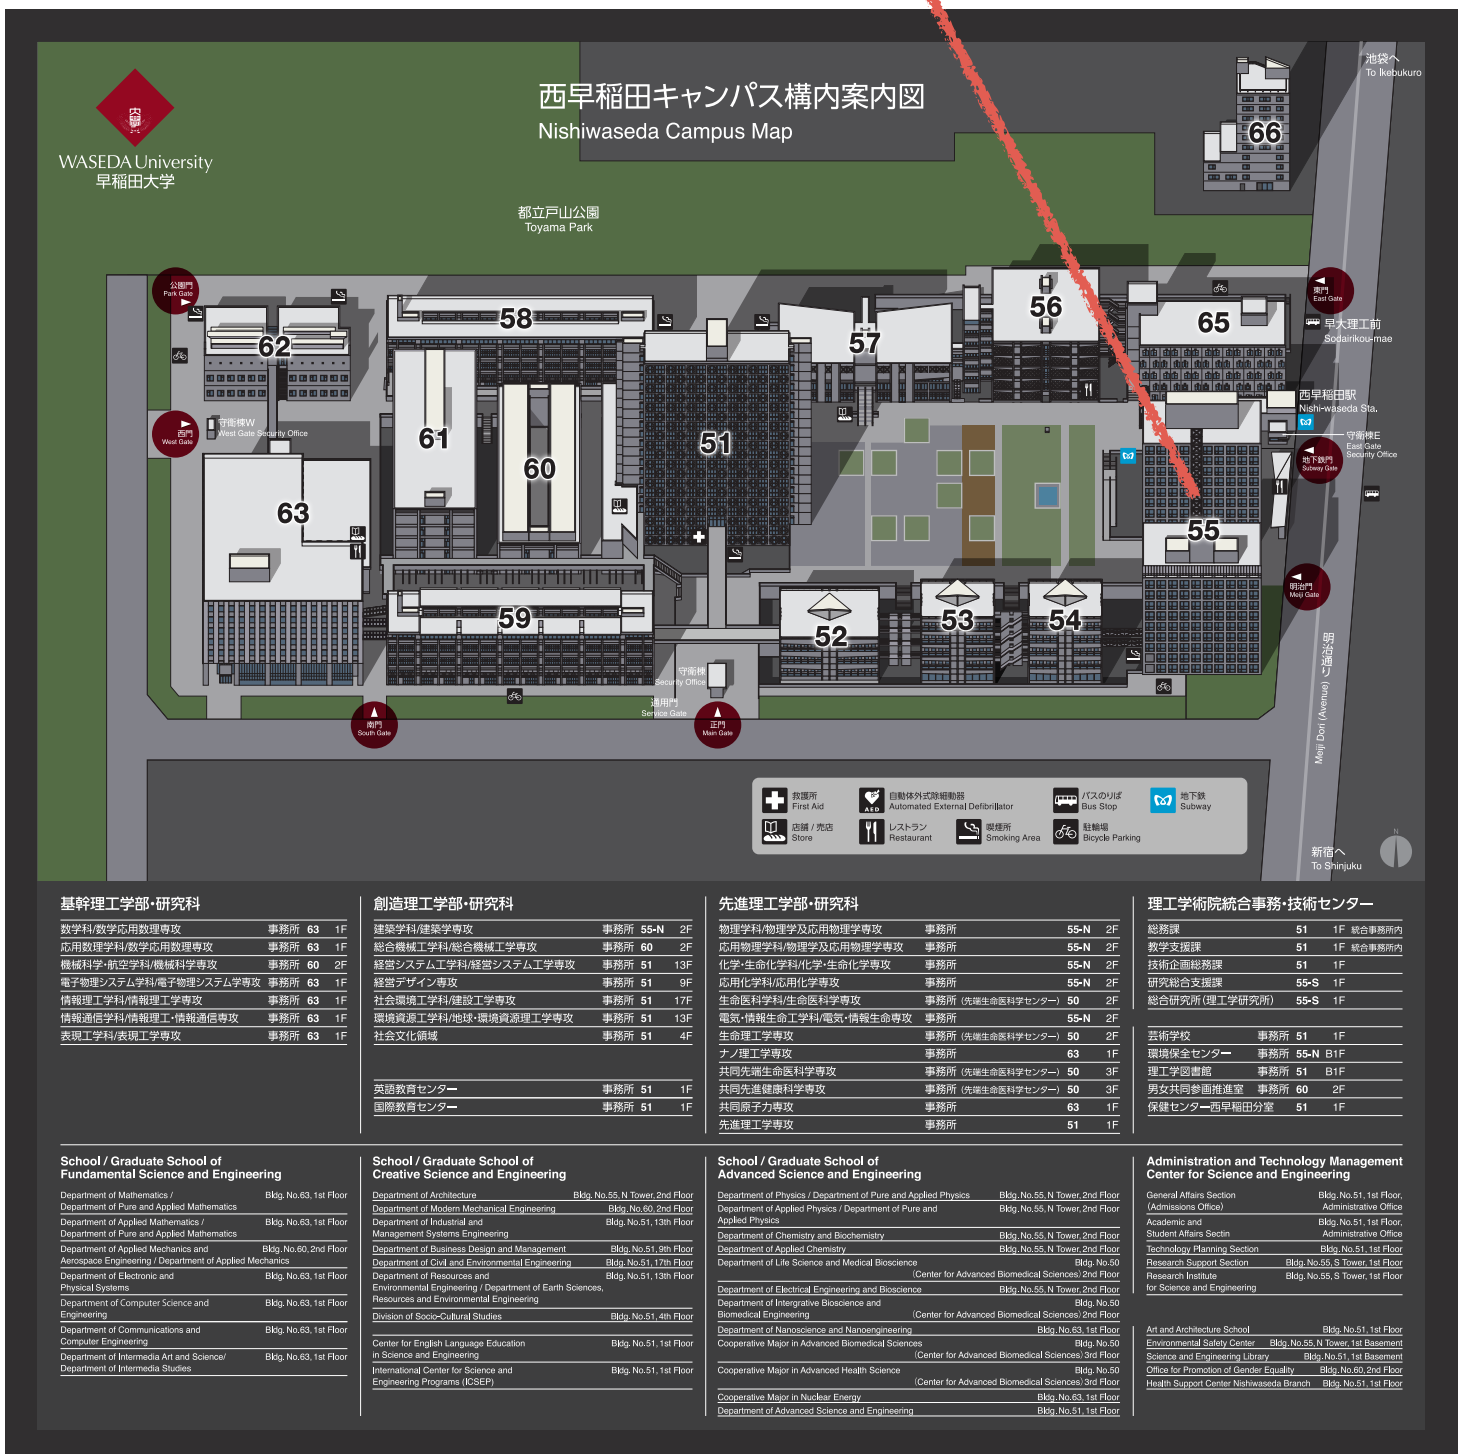 西早稲田キャンパス構内案内図
Nishiwaseda Campus Map
WASEDA University
早稲田大学
池袋へ
To Ikebukuro
66
都立戸山公園
Toyama Park
公園門
Park Gate
東門
East Gate
早大理工前
Sodairikou-mae
58
56
65
62
57
西早稲田駅
Nishi-waseda Sta.
守衛棟W
West Gate Security Office
西門
West Gate
守衛棟E
East Gate
Security Office
地下鉄門
Subway Gate
61
60
51
63
55
明治門
Meiji Gate
59
52
53
54
明治通り
Meiji Dori (Avenue)
守衛棟
Security Office
通用門
Service Gate
南門
South Gate
正門
Main Gate
救護所
First Aid
AED
自動体外式除細動器
Automated External Defibrillator
バスのりば
Bus Stop
地下鉄
Subway
店舗 / 売店
Store
レストラン
Restaurant
喫煙所
Smoking Area
駐輪場
Bicycle Parking
N
新宿へ
To Shinjuku
基幹理工学部・研究科
数学科/数学応用数理専攻 事務所 63 1F
応用数理学科/数学応用数理専攻 事務所 63 1F
機械科学・航空学科/機械科学専攻 事務所 60 2F
電子物理システム学科/電子物理システム学専攻 事務所 63 1F
情報理工学科/情報理工学専攻 事務所 63 1F
情報通信学科/情報理工・情報通信専攻 事務所 63 1F
表現工学科/表現工学専攻 事務所 63 1F
創造理工学部・研究科
建築学科/建築学専攻 事務所 55-N 2F
総合機械工学科/総合機械工学専攻 事務所 60 2F
経営システム工学科/経営システム工学専攻 事務所 51 13F
経営デザイン専攻 事務所 51 9F
社会環境工学科/建設工学専攻 事務所 51 17F
環境資源工学科/地球・環境資源理工学専攻 事務所 51 13F
社会文化領域 事務所 51 4F
英語教育センター 事務所 51 1F
国際教育センター 事務所 51 1F
先進理工学部・研究科
物理学科/物理学及応用物理学専攻 事務所 55-N 2F
応用物理学科/物理学及応用物理学専攻 事務所 55-N 2F
化学・生命化学科/化学・生命化学専攻 事務所 55-N 2F
応用化学科/応用化学専攻 事務所 55-N 2F
生命医科学科/生命医科学専攻 事務所 (先端生命医科学センター) 50 2F
電気・情報生命工学科/電気・情報生命専攻 事務所 55-N 2F
生命理工学専攻 事務所 (先端生命医科学センター) 50 2F
ナノ理工学専攻 事務所 63 1F
共同先端生命医科学専攻 事務所 (先端生命医科学センター) 50 3F
共同先進健康科学専攻 事務所 (先端生命医科学センター) 50 3F
共同原子力専攻 事務所 63 1F
先進理工学専攻 51 1F
理工学術院統合事務・技術センター
総務課 51 1F 統合事務所内
教学支援課 51 1F 統合事務所内
技術企画総務課 51 1F
研究総合支援課 55-S 1F
総合研究所(理工学研究所) 55-S 1F
芸術学校 事務所 51 1F
環境保全センター 事務所 55-N B1F
理工学図書館 事務所 51 B1F
男女共同参画推進室 事務所 60 2F
保健センター西早稲田分室 51 1F
School / Graduate School of
Fundamental Science and Engineering
Department of Mathematics / Bldg. No.63, 1st Floor
Department of Pure and Applied Mathematics
Department of Applied Mathematics / Bldg. No.63, 1st Floor
Department of Pure and Applied Mathematics
Department of Applied Mechanics and Bldg. No.60, 2nd Floor
Aerospace Engineering / Department of Applied Mechanics
Department of Electronic and Bldg. No.63, 1st Floor
Physical Systems
Department of Computer Science and Bldg. No.63, 1st Floor
Engineering
Department of Communications and Bldg. No.63, 1st Floor
Computer Engineering
Department of Intermedia Art and Science/ Bldg. No.63, 1st Floor
Department of Intermedia Studies
School / Graduate School of
Creative Science and Engineering
Department of Architecture Bldg. No.55, N Tower, 2nd Floor
Department of Modern Mechanical Engineering Bldg. No.60, 2nd Floor
Department of Industrial and Bldg. No.51, 13th Floor
Management Systems Engineering
Department of Business Design and Management Bldg. No.51, 9th Floor
Department of Civil and Environmental Engineering Bldg. No.51, 17th Floor
Department of Resources and Bldg. No.51, 13th Floor
Environmental Engineering / Department of Earth Sciences,
Resources and Environmental Engineering
Division of Socio-Cultural Studies Bldg. No.51, 4th Floor
Center for English Language Education Bldg. No.51, 1st Floor
in Science and Engineering
International Center for Science and Bldg. No.51, 1st Floor
Engineering Programs (ICSEP)
School / Graduate School of
Advanced Science and Engineering
Department of Physics / Department of Pure and Applied Physics Bldg. No.55, N Tower, 2nd Floor
Department of Applied Physics / Department of Pure and Bldg. No.55, N Tower, 2nd Floor
Applied Physics
Department of Chemistry and Biochemistry Bldg. No.55, N Tower, 2nd Floor
Department of Applied Chemistry Bldg. No.55, N Tower, 2nd Floor
Department of Life Science and Medical Bioscience Bldg. No.50
(Center for Advanced Biomedical Sciences) 2nd Floor
Department of Electrical Engineering and Bioscience Bldg. No.55, N Tower, 2nd Floor
Department of Intergrative Bioscience and Bldg. No.50
Biomedical Engineering (Center for Advanced Biomedical Sciences) 2nd Floor
Department of Nanoscience and Nanoengineering Bldg. No.63, 1st Floor
Cooperative Major in Advanced Biomedical Sciences Bldg. No.50
(Center for Advanced Biomedical Sciences) 3rd Floor
Cooperative Major in Advanced Health Science Bldg. No.50
(Center for Advanced Biomedical Sciences) 3rd Floor
Cooperative Major in Nuclear Energy Bldg. No.63, 1st Floor
Department of Advanced Science and Engineering Bldg. No.51, 1st Floor
Administration and Technology Management
Center for Science and Engineering
General Affairs Section Bldg. No.51, 1st Floor,
(Admissions Office) Administrative Office
Academic and Bldg. No.51, 1st Floor,
Student Affairs Sectin Administrative Office
Technology Planning Section Bldg. No.51, 1st Floor
Research Support Section Bldg. No.55, S Tower, 1st Floor
Research Institute Bldg. No.55, S Tower, 1st Floor
for Science and Engineering
Art and Architecture School Bldg. No.51, 1st Floor
Environmental Safety Center Bldg. No.55, N Tower, 1st Basement
Science and Engineering Library Bldg. No.51, 1st Basement
Office for Promotion of Gender Equality Bldg. No.60, 2nd Floor
Health Support Center Nishiwaseda Branch Bldg. No.51, 1st Floor